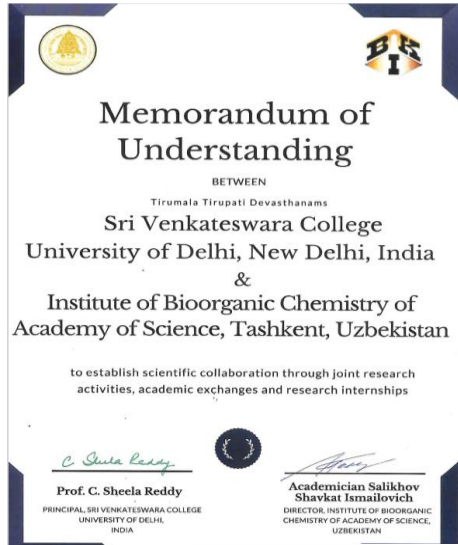 BIK
Memorandum of
Understanding
BETWEEN
Tirumala Tirupati Devasthanams
Sri Venkateswara College
University of Delhi, New Delhi, India
&
Institute of Bioorganic Chemistry of
Academy of Science, Tashkent, Uzbekistan
to establish scientific collaboration through joint research
activities, academic exchanges and research internships
C Sheela Reddy
Prof. C. Sheela Reddy
PRINCIPAL, SRI VENKATESWARA COLLEGE
UNIVERSITY OF DELHI,
INDIA
Academician Salikhov
Shavkat Ismailovich
DIRECTOR, INSTITUTE OF BIOORGANIC
CHEMISTRY OF ACADEMY OF SCIENCE,
UZBEKISTAN